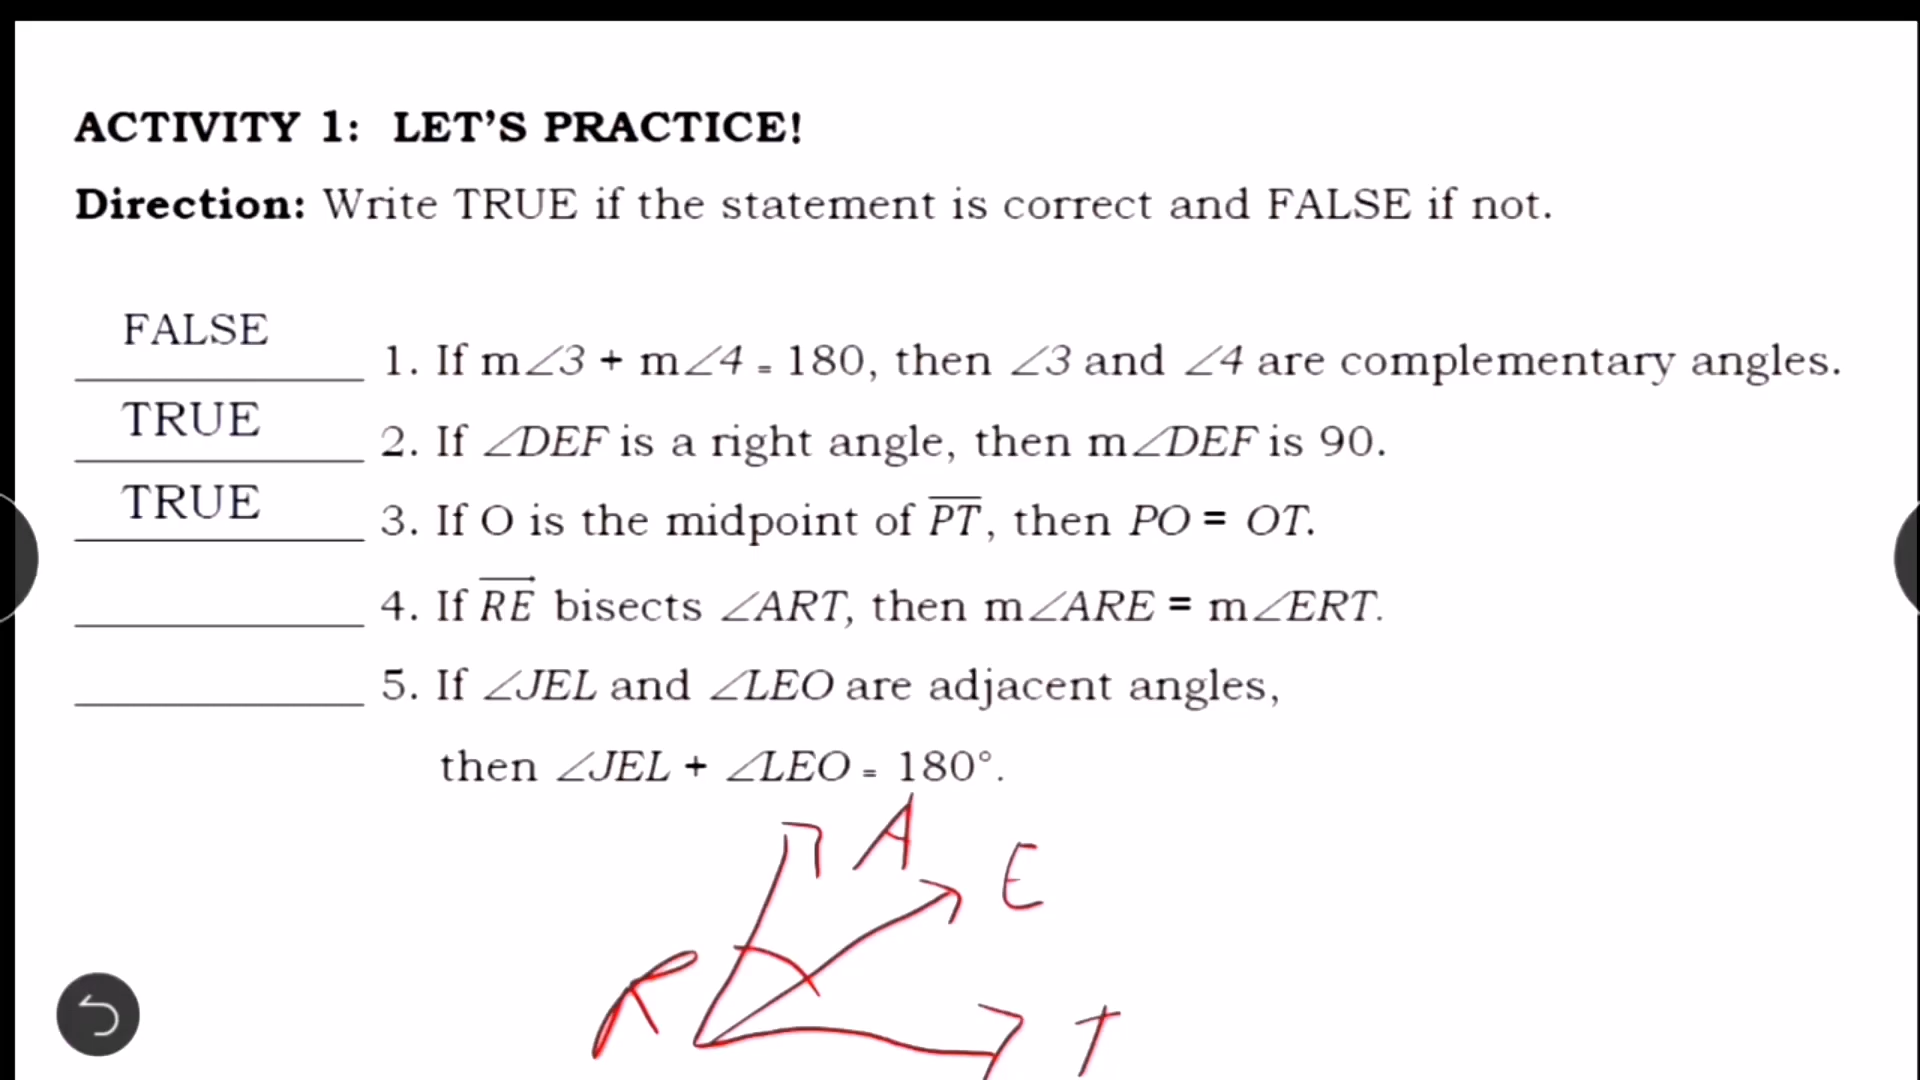 ACTIVITY 1: LET'S PRACTICE!
Direction: Write TRUE if the statement is correct and FALSE if not.
FALSE 1. If m∠3 + m∠4 = 180, then ∠3 and ∠4 are complementary angles.
TRUE 2. If ∠DEF is a right angle, then m∠DEF is 90.
TRUE 3. If O is the midpoint of P̅T̅, then PO = OT.
4. If R⃗E⃗ bisects ∠ART, then m∠ARE = m∠ERT.
5. If ∠JEL and ∠LEO are adjacent angles,
then ∠JEL + ∠LEO = 180°.
A
E
R
T